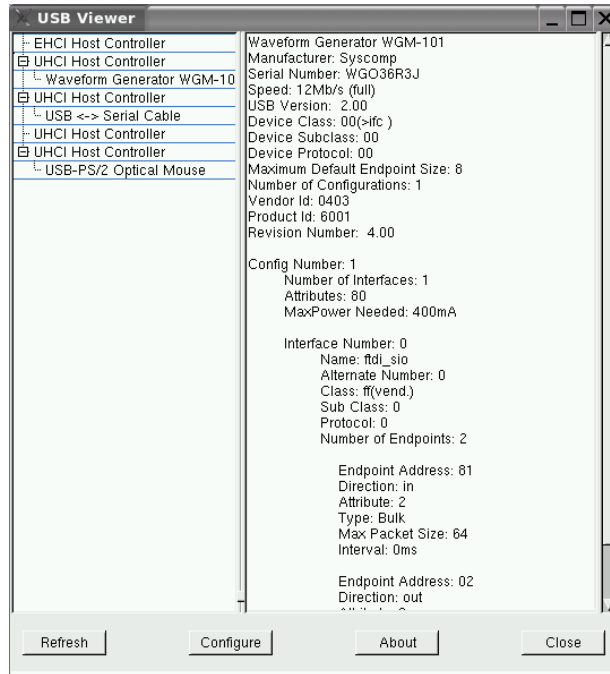 USB Viewer
EHCI Host Controller
UHCI Host Controller
Waveform Generator WGM-10
UHCI Host Controller
USB <-> Serial Cable
UHCI Host Controller
UHCI Host Controller
USB-PS/2 Optical Mouse
Waveform Generator WGM-101
Manufacturer: Syscomp
Serial Number: WGO36R3J
Speed: 12Mb/s (full)
USB Version:  2.00
Device Class: 00(>ifc )
Device Subclass: 00
Device Protocol: 00
Maximum Default Endpoint Size: 8
Number of Configurations: 1
Vendor Id: 0403
Product Id: 6001
Revision Number:  4.00
Config Number: 1
Number of Interfaces: 1
Attributes: 80
MaxPower Needed: 400mA
Interface Number: 0
Name: ftdi_sio
Alternate Number: 0
Class: ff(vend.)
Sub Class: 0
Protocol: 0
Number of Endpoints: 2
Endpoint Address: 81
Direction: in
Attribute: 2
Type: Bulk
Max Packet Size: 64
Interval: 0ms
Endpoint Address: 02
Direction: out
Refresh
Configure
About
Close